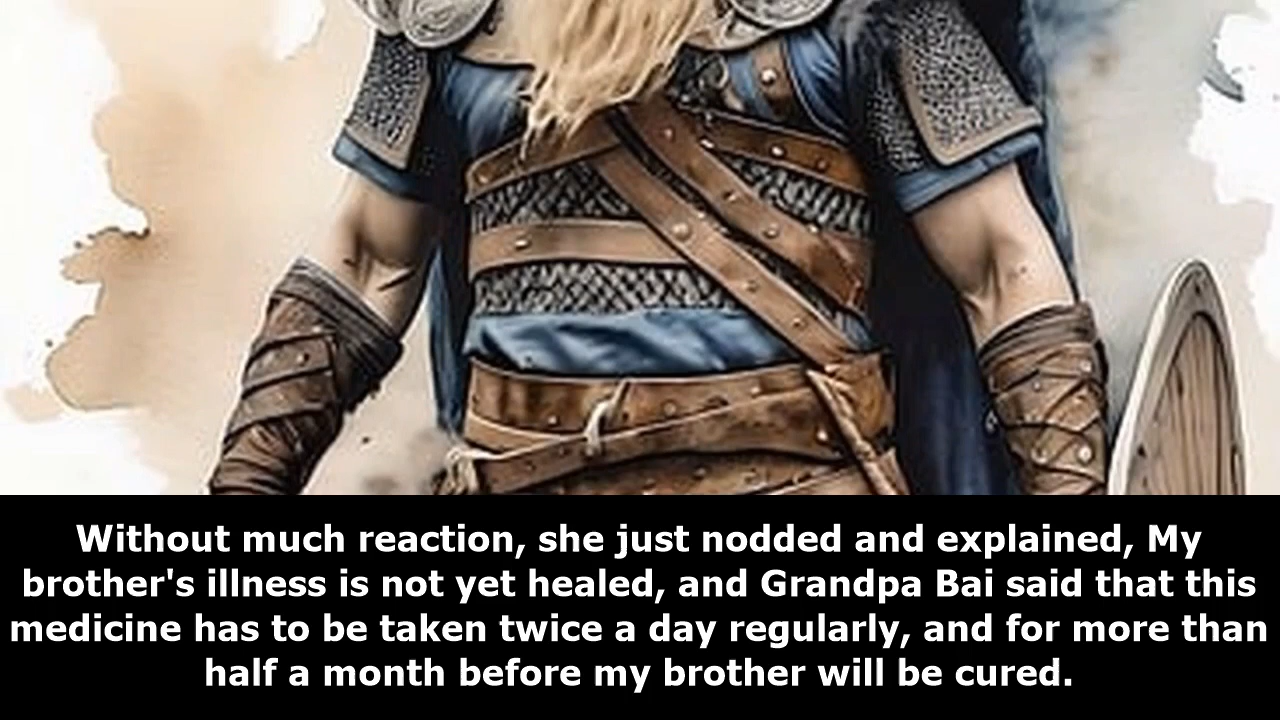 Without much reaction, she just nodded and explained, My
brother's illness is not yet healed, and Grandpa Bai said that this
medicine has to be taken twice a day regularly, and for more than
half a month before my brother will be cured.